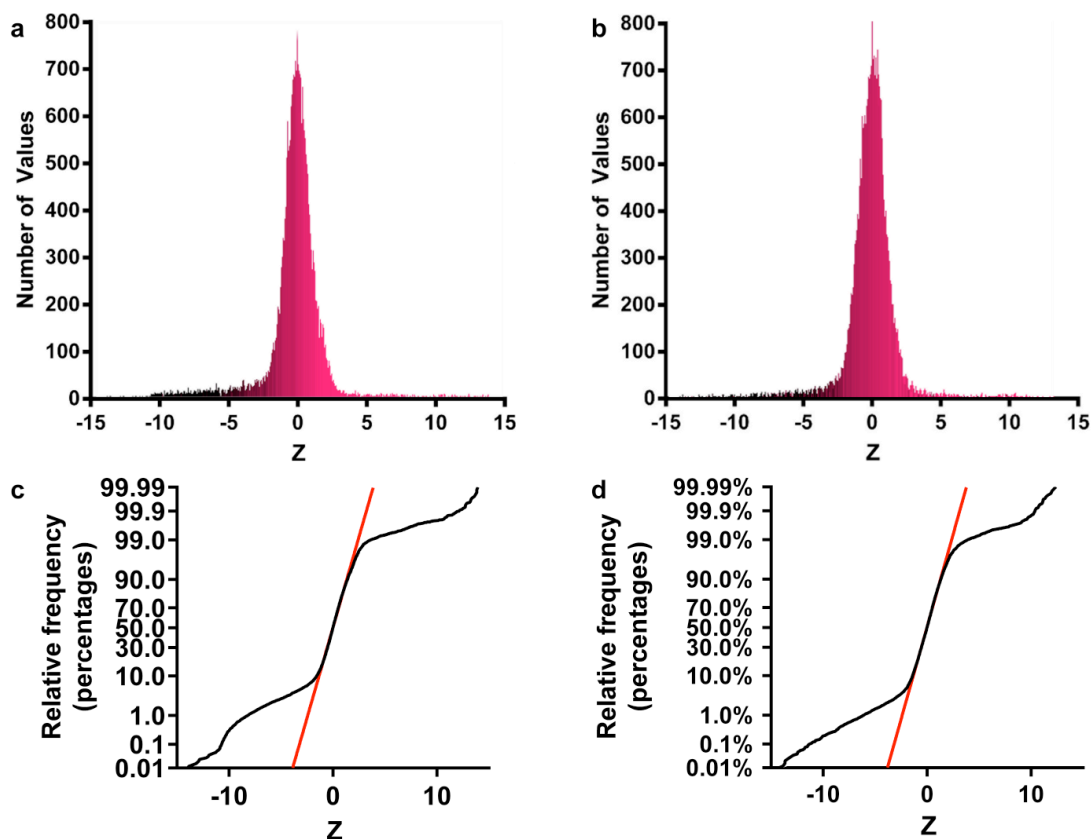 a
800
700
600
500
400
300
200
100
0
Number of Values
-15 -10 -5 0 5 10 15
Z
b
800
700
600
500
400
300
200
100
0
Number of Values
-15 -10 -5 0 5 10 15
Z
c
99.99
99.9
99.0
90.0
70.0
50.0
30.0
10.0
1.0
0.1
0.01
Relative frequency
(percentages)
-10 0 10
Z
d
99.99%
99.9%
99.0%
90.0%
70.0%
50.0%
30.0%
10.0%
1.0%
0.1%
0.01%
Relative frequency
(percentages)
-10 0 10
Z